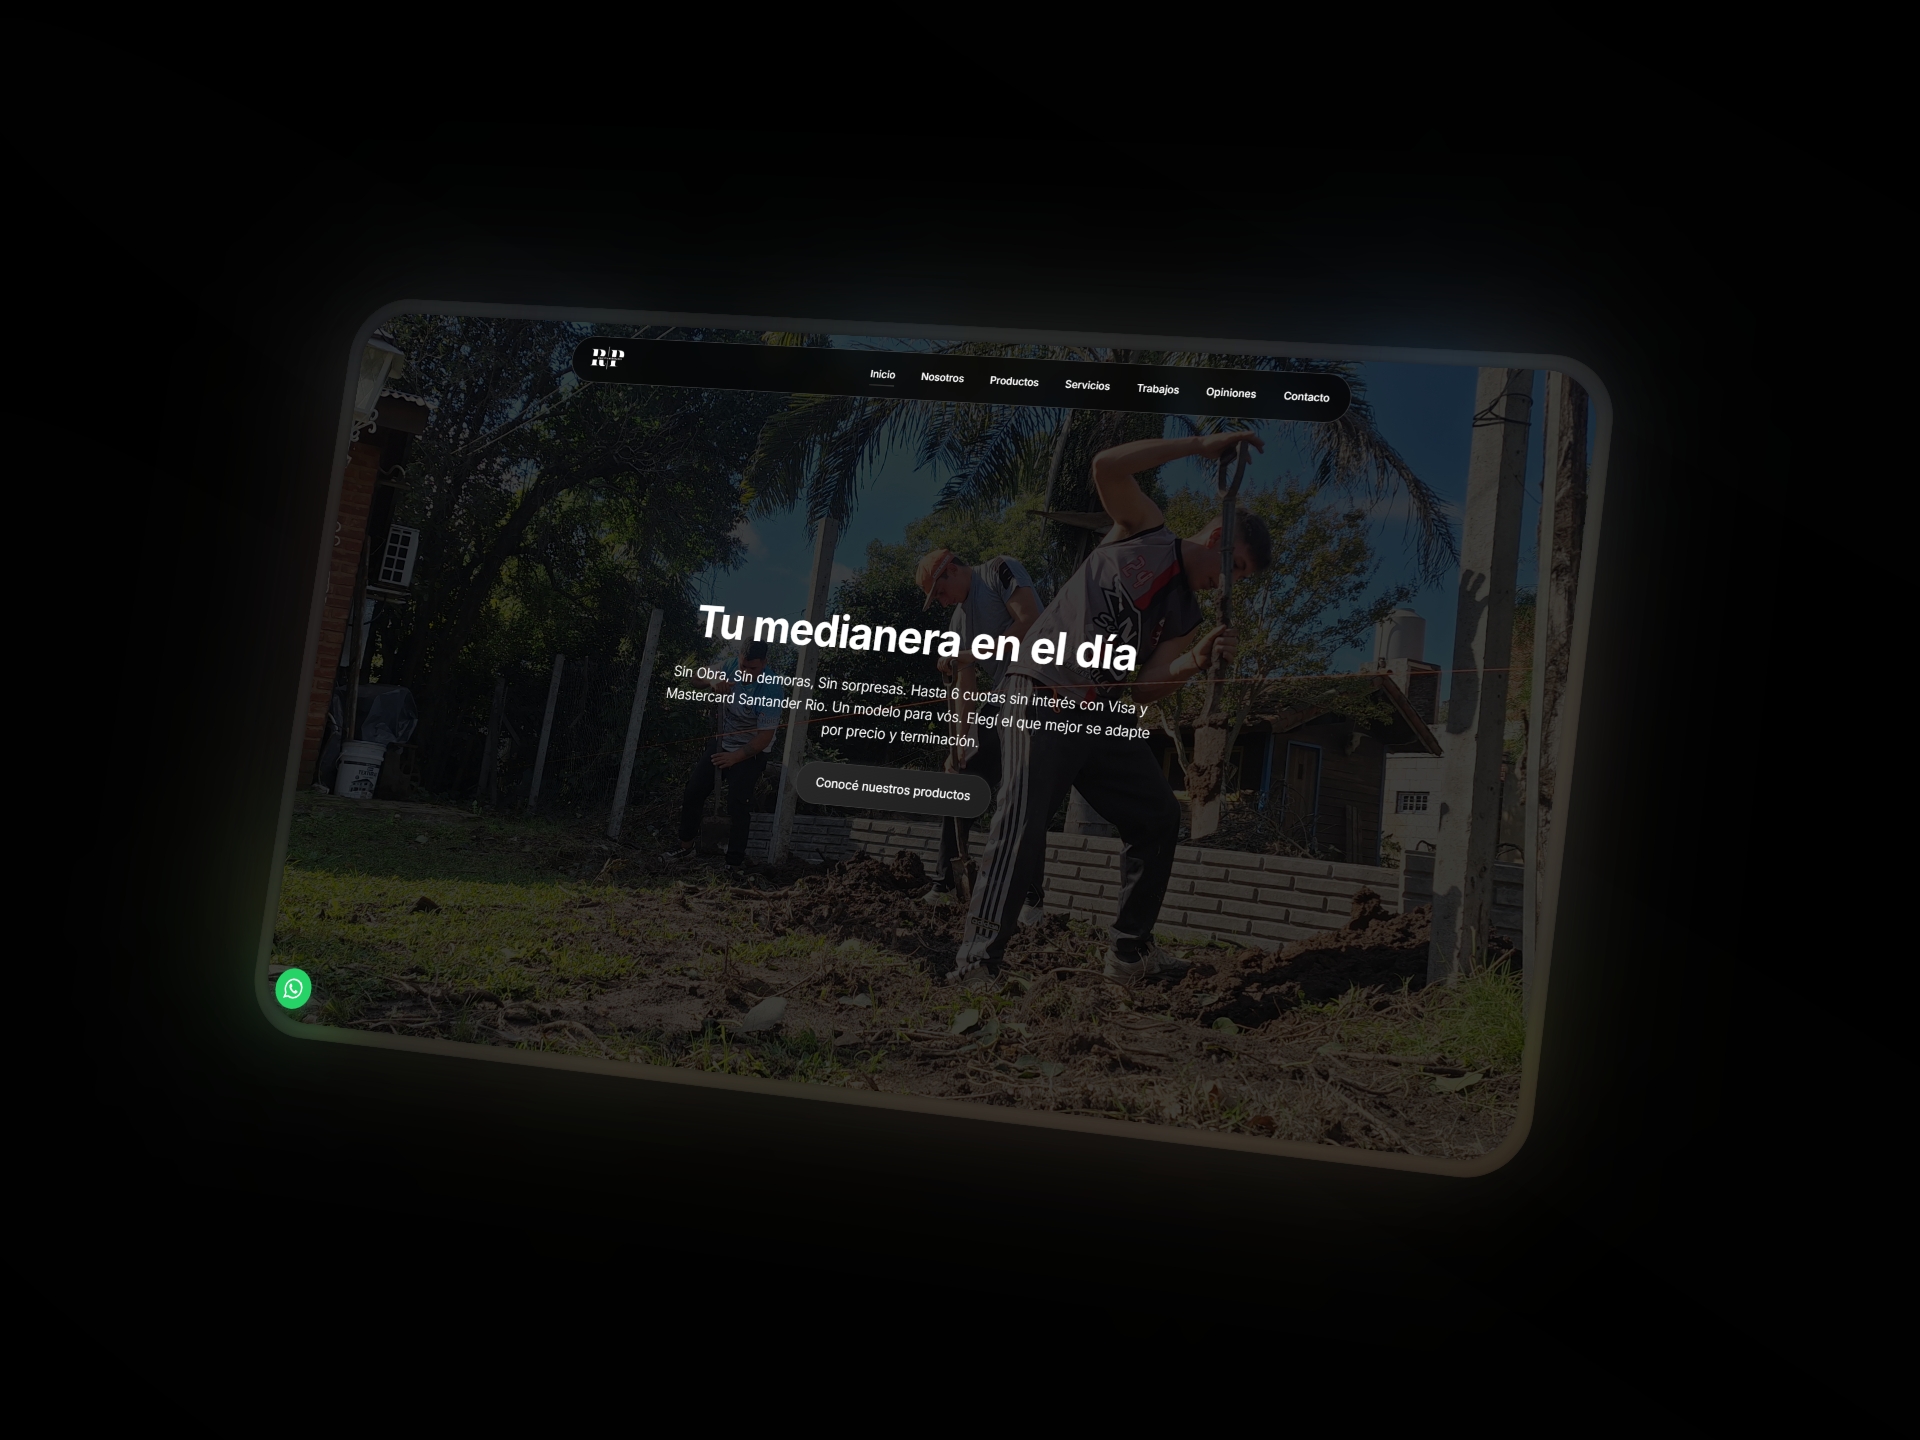 R P
Inicio Nosotros Productos Servicios Trabajos Opiniones Contacto
Tu medianera en el día
Sin Obra, Sin demoras, Sin sorpresas. Hasta 6 cuotas sin interés con Visa y
Mastercard Santander Rio. Un modelo para vós. Elegí el que mejor se adapte
por precio y terminación.
Conocé nuestros productos
24